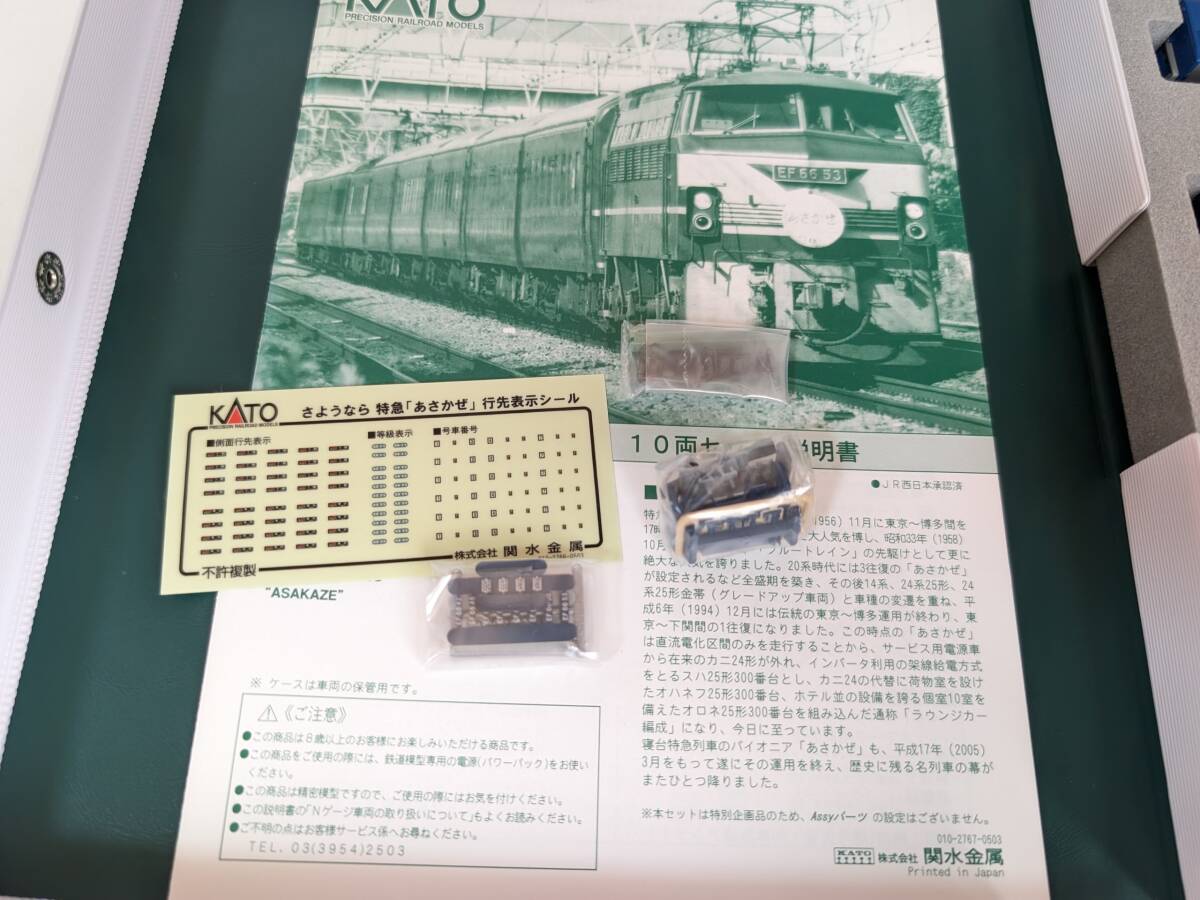 KATO
PRECISION RAILROAD MODELS
EF66 53
あさかぜ
KATO
PRECISION RAILROAD MODELS
さようなら 特急「あさかぜ」行先表示シール
■側面行先表示
■等級表示
■号車番号
株式会社 関水金属
不許複製
"ASAKAZE"
※ ケースは車両の保管用です。
《ご注意》
●この商品は8歳以上のお客様にお楽しみいただける商品です。
●この商品をご使用の際には、鉄道模型専用の電源(パワーパック)をお使い
ください。
●この商品は精密模型ですので、ご使用の際にはお気を付けください。
●この説明書の「Nゲージ車両の取り扱いについて」もよくお読みください。
●ご不明の点はお客様サービス係へお尋ねください。
TEL. 03(3954)2503
10両セ
説明書
●JR西日本承認済
特
1956) 11月に東京〜博多間を
17時
大人気を博し、昭和33年 (1958)
10月
ブルートレイン」の先駆けとして更に
絶大な人気を誇りました。20系時代には3往復の「あさかぜ」
が設定されるなど全盛期を築き、その後14系、24系25形、24
系25形金帯 (グレードアップ車両) と車種の変遷を重ね、平
成6年 (1994) 12月には伝統の東京〜博多運用が終わり、東
京〜下関間の1往復になりました。この時点の「あさかぜ」
は直流電化区間のみを走行することから、サービス用電源車
から在来のカニ24形が外れ、インバータ利用の架線給電方式
をとるスハ25形300番台とし、カニ24の代替に荷物室を設け
たオハネフ25形300番台、ホテル並の設備を誇る個室10室を
備えたオロネ25形300番台を組み込んだ通称「ラウンジカー
編成」になり、今日に至っています。
寝台特急列車のパイオニア「あさかぜ」も、平成17年 (2005)
3月をもって遂にその運用を終え、歴史に残る名列車の幕が
またひとつ降りました。
※本セットは特別企画品のため、Assyパーツ の設定はございません。
010-2767-0503
KATO 株式会社 関水金属
Printed in Japan